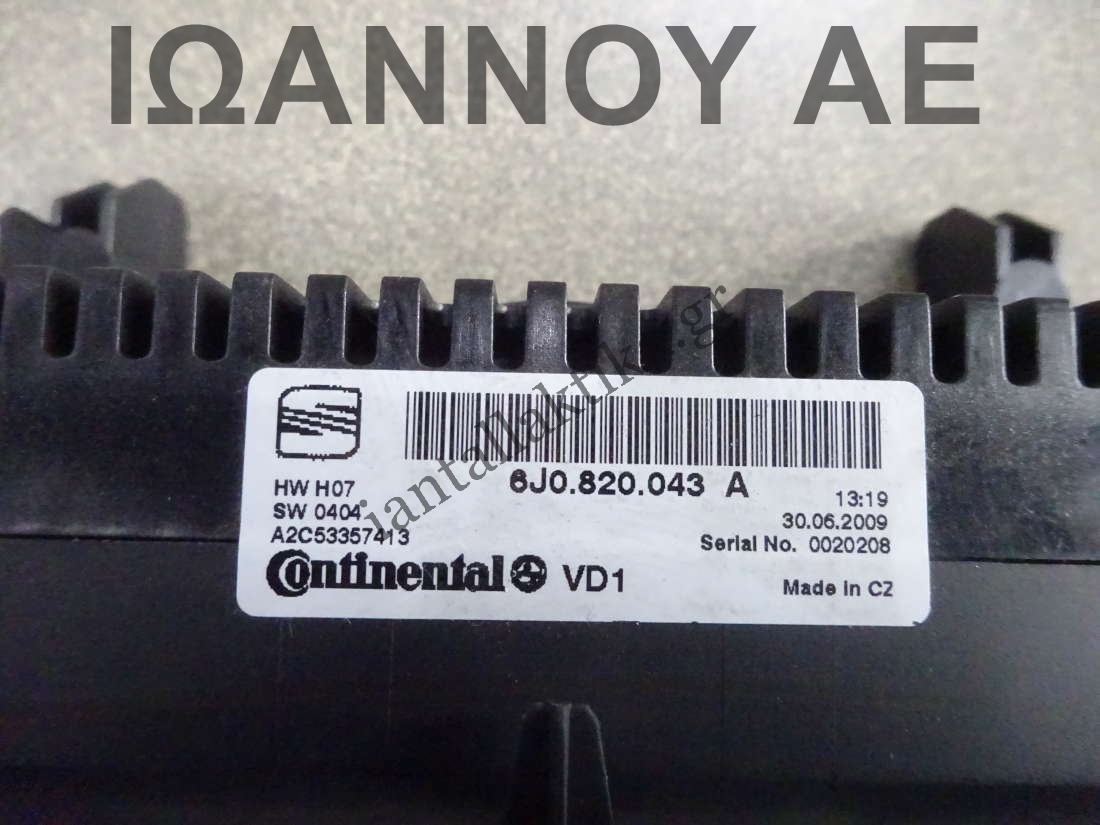 ΙΩΑΝΝΟΥ ΑΕ
6J0.820.043 A
HW H07
SW 0404
A2C53357413
13:19
30.06.2009
Serial No. 0020208
Continental VD1
Made in CZ
iantallaktika.gr